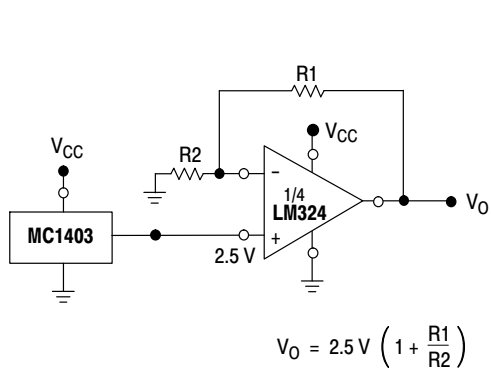 R1
VCC
VCC
R2
–
1/4
LM324
MC1403
+
2.5 V
VO
VO = 2.5 V (1 + R1/R2)